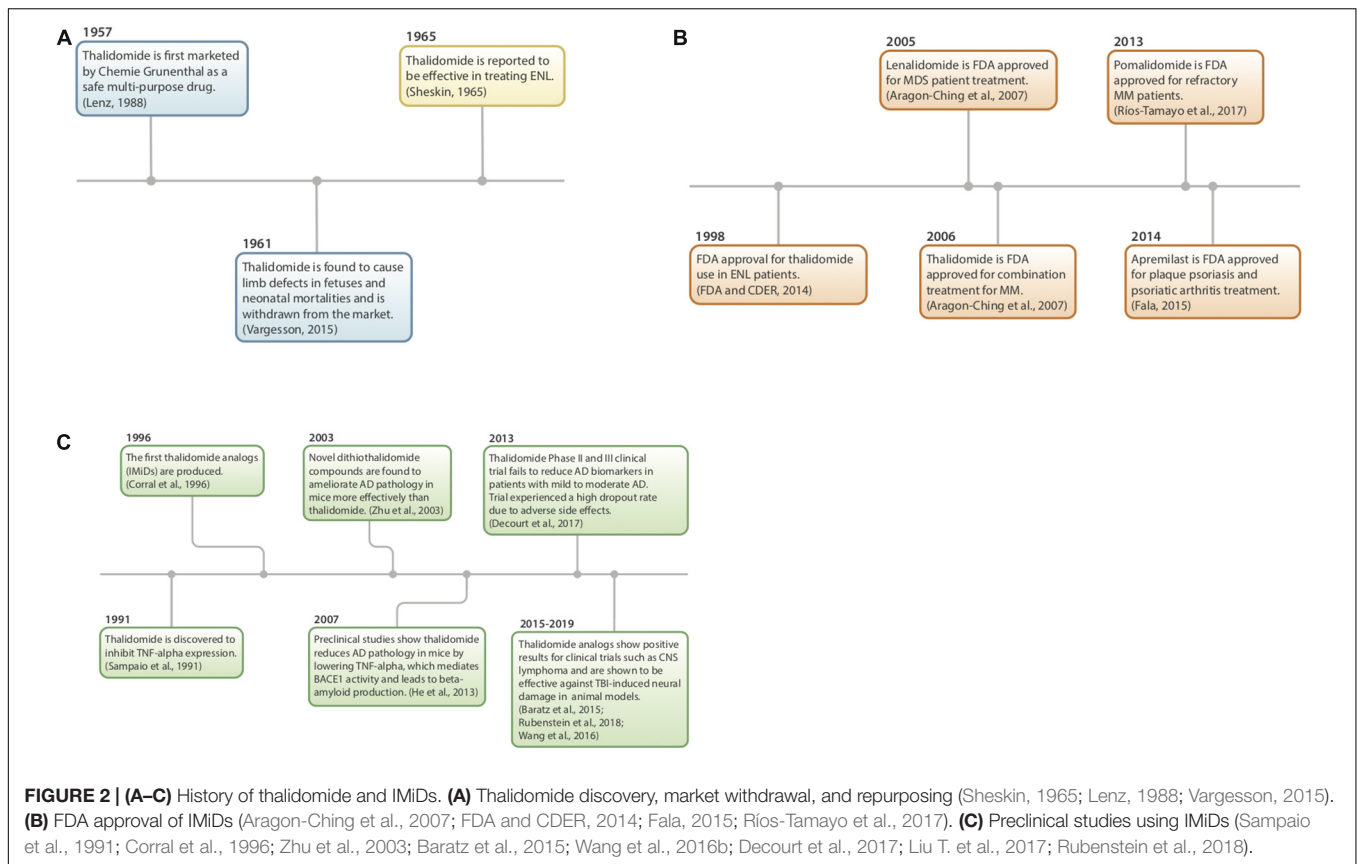 A
1957
Thalidomide is first marketed
by Chemie Grunenthal as a
safe multi-purpose drug.
(Lenz, 1988)
1965
Thalidomide is reported to
be effective in treating ENL.
(Sheskin, 1965)
1961
Thalidomide is found to cause
limb defects in fetuses and
neonatal mortalities and is
withdrawn from the market.
(Vargesson, 2015)
B
2005
Lenalidomide is FDA approved
for MDS patient treatment.
(Aragon-Ching et al., 2007)
2013
Pomalidomide is FDA
approved for refractory
MM patients.
(Ríos-Tamayo et al., 2017)
1998
FDA approval for thalidomide
use in ENL patients.
(FDA and CDER, 2014)
2006
Thalidomide is FDA
approved for combination
treatment for MM.
(Aragon-Ching et al., 2007)
2014
Apremilast is FDA approved
for plaque psoriasis and
psoriatic arthritis treatment.
(Fala, 2015)
C
1996
The first thalidomide analogs
(IMiDs) are produced.
(Corral et al., 1996)
2003
Novel dithiothalidomide
compounds are found to
ameliorate AD pathology in
mice more effectively than
thalidomide. (Zhu et al., 2003)
2013
Thalidomide Phase II and III clinical
trial fails to reduce AD biomarkers in
patients with mild to moderate AD.
Trial experienced a high dropout rate
due to adverse side effects.
(Decourt et al., 2017)
1991
Thalidomide is discovered to
inhibit TNF-alpha expression.
(Sampaio et al., 1991)
2007
Preclinical studies show thalidomide
reduces AD pathology in mice by
lowering TNF-alpha, which mediates
BACE1 activity and leads to beta-
amyloid production. (He et al., 2013)
2015-2019
Thalidomide analogs show positive
results for clinical trials such as CNS
lymphoma and are shown to be
effective against TBI-induced neural
damage in animal models.
(Baratz et al., 2015;
Rubenstein et al., 2018;
Wang et al., 2016)
FIGURE 2 | (A–C) History of thalidomide and IMiDs. (A) Thalidomide discovery, market withdrawal, and repurposing (Sheskin, 1965; Lenz, 1988; Vargesson, 2015).
(B) FDA approval of IMiDs (Aragon-Ching et al., 2007; FDA and CDER, 2014; Fala, 2015; Ríos-Tamayo et al., 2017). (C) Preclinical studies using IMiDs (Sampaio
et al., 1991; Corral et al., 1996; Zhu et al., 2003; Baratz et al., 2015; Wang et al., 2016b; Decourt et al., 2017; Liu T. et al., 2017; Rubenstein et al., 2018).